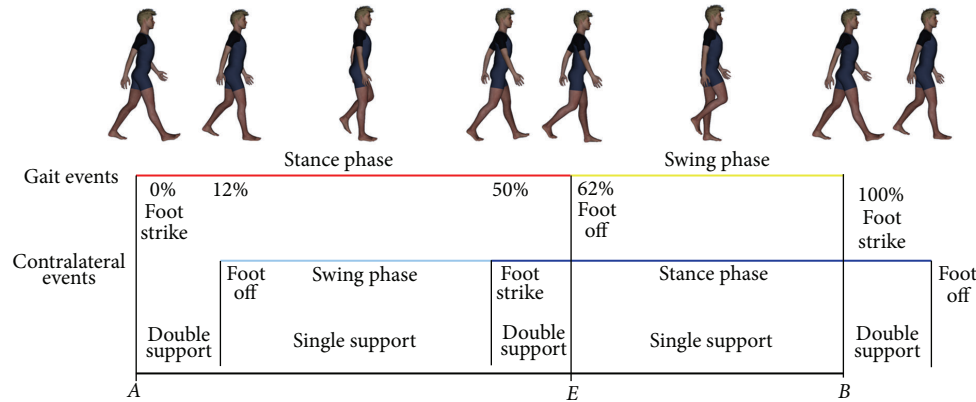 Stance phase
Swing phase
Gait events
0%
Foot
strike
12%
50%
62%
Foot
off
100%
Foot
strike
Contralateral
events
Foot
off
Swing phase
Foot
strike
Stance phase
Foot
off
Double
support
Single support
Double
support
Single support
Double
support
A
E
B